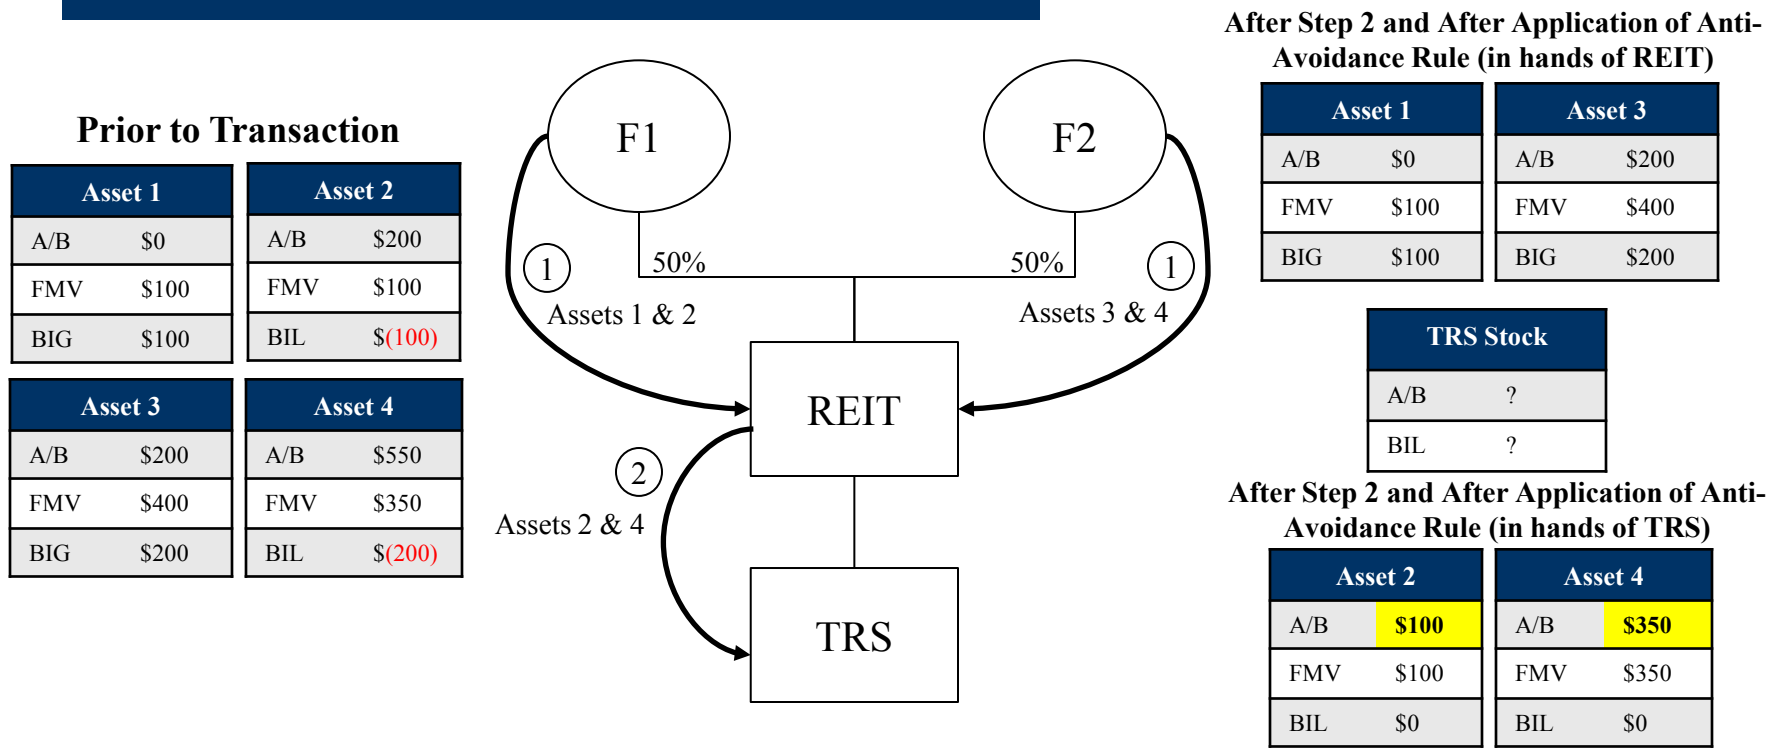 Prior to Transaction
Asset 1
A/B $0
FMV $100
BIG $100
Asset 2
A/B $200
FMV $100
BIL $(100)
Asset 3
A/B $200
FMV $400
BIG $200
Asset 4
A/B $550
FMV $350
BIL $(200)
F1
F2
50%
50%
1
Assets 1 & 2
1
Assets 3 & 4
REIT
2
Assets 2 & 4
TRS
After Step 2 and After Application of Anti-
Avoidance Rule (in hands of REIT)
Asset 1
A/B $0
FMV $100
BIG $100
Asset 3
A/B $200
FMV $400
BIG $200
TRS Stock
A/B ?
BIL ?
After Step 2 and After Application of Anti-
Avoidance Rule (in hands of TRS)
Asset 2
A/B $100
FMV $100
BIL $0
Asset 4
A/B $350
FMV $350
BIL $0